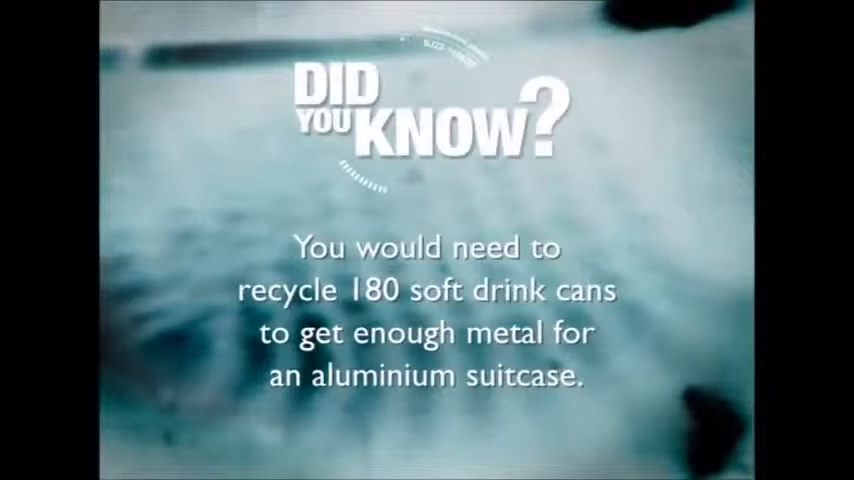 DID
YOU KNOW?
You would need to
recycle 180 soft drink cans
to get enough metal for
an aluminium suitcase.